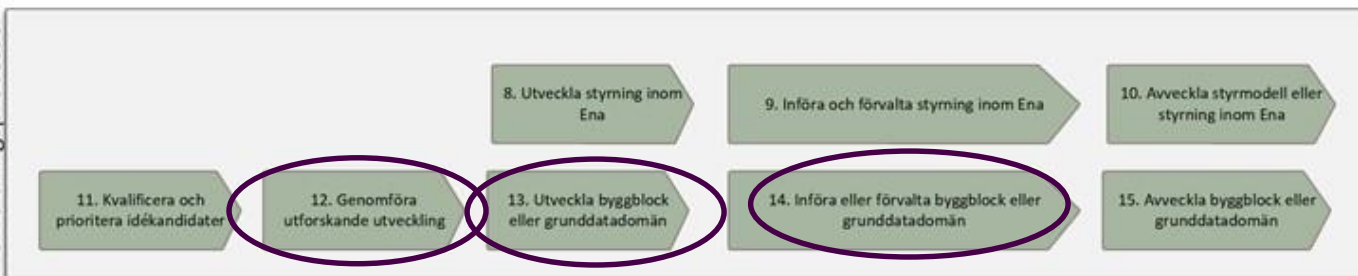 8. Utveckla styrning inom
Ena
9. Införa och förvalta styrning inom Ena
10. Avveckla styrmodell eller
styrning inom Ena
11. Kvalificera och
prioritera idékandidater
12. Genomföra
utforskande utveckling
13. Utveckla byggblock
eller grunddatadomän
14. Införa eller förvalta byggblock eller
grunddatadomän
15. Avveckla byggblock eller
grunddatadomän